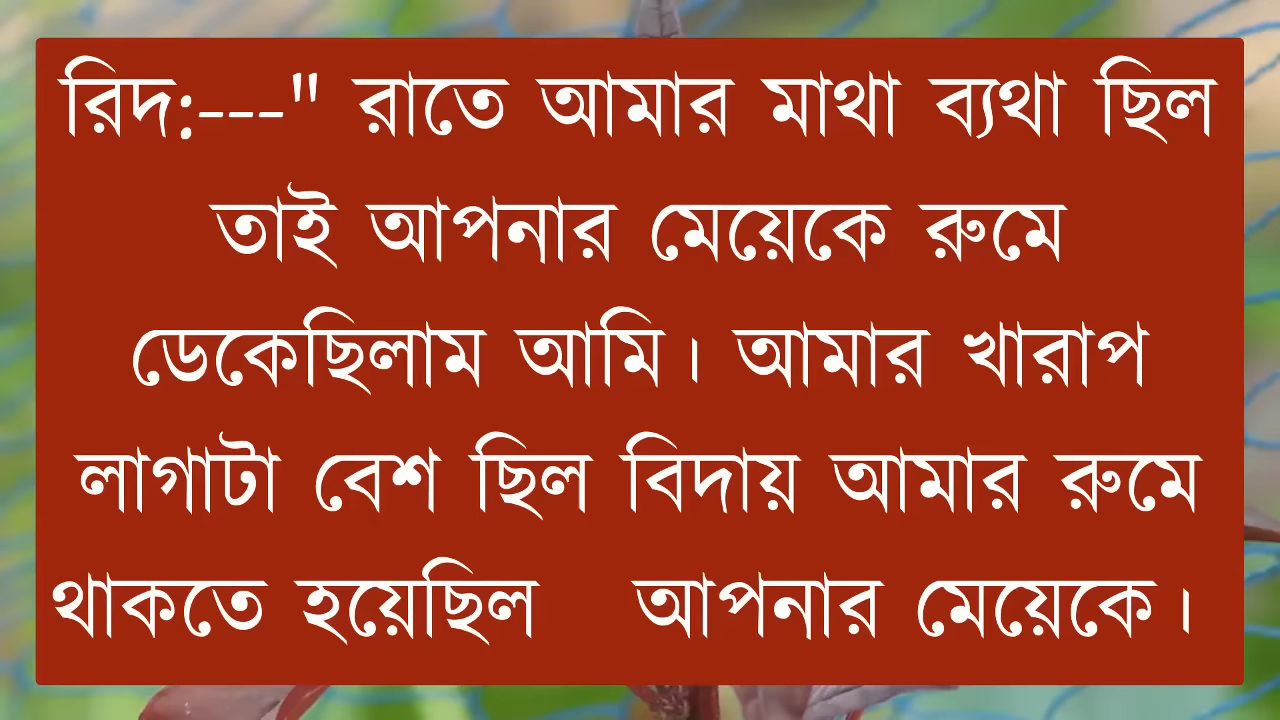 রিদ:---" রাতে আমার মাথা ব্যথা ছিল
তাই আপনার মেয়েকে রুমে
ডেকেছিলাম আমি। আমার খারাপ
লাগাটা বেশ ছিল বিদায় আমার রুমে
থাকতে হয়েছিল আপনার মেয়েকে।